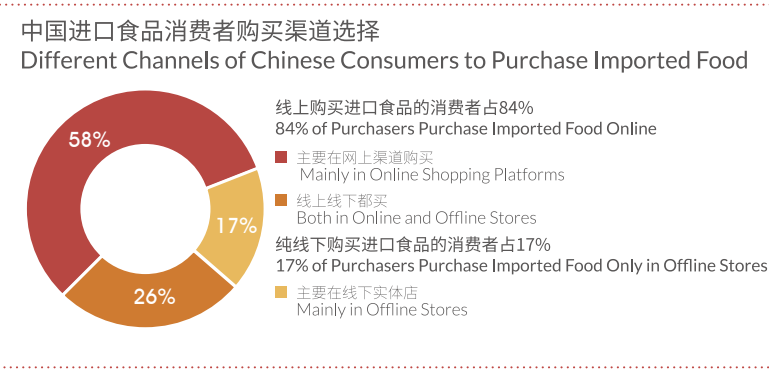 中国进口食品消费者购买渠道选择
Different Channels of Chinese Consumers to Purchase Imported Food
58%
17%
26%
线上购买进口食品的消费者占84%
84% of Purchasers Purchase Imported Food Online
主要在网上渠道购买
Mainly in Online Shopping Platforms
线上线下都买
Both in Online and Offline Stores
纯线下购买进口食品的消费者占17%
17% of Purchasers Purchase Imported Food Only in Offline Stores
主要在线下实体店
Mainly in Offline Stores